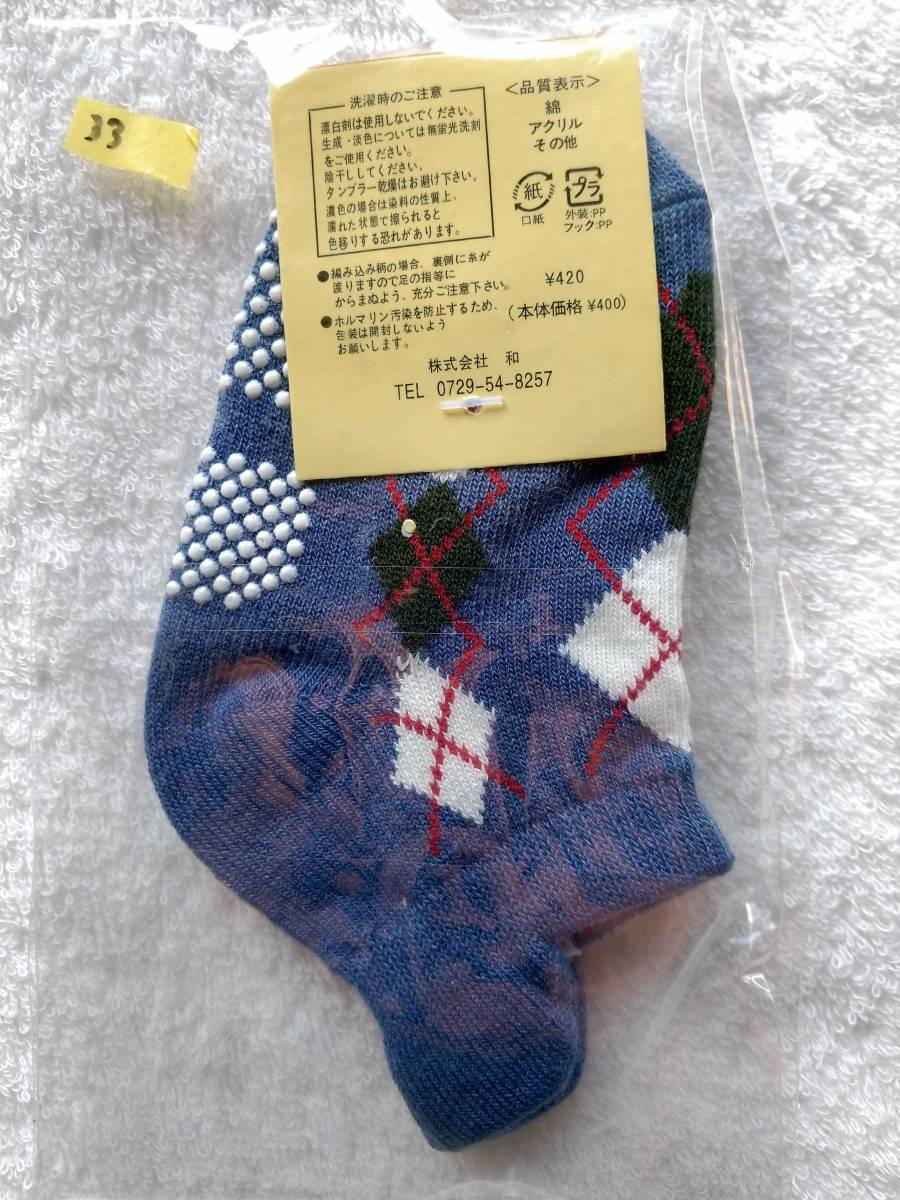 33
洗濯時のご注意
漂白剤は使用しないでください。
生成・淡色については無蛍光洗剤
をご使用ください。
陰干ししてください。
タンブラー乾燥はお避け下さい。
濃色の場合は染料の性質上、
濡れた状態で擦られると
色移りする恐れがあります。
●編み込み柄の場合、裏側に糸が
渡りますので足の指等に
からまぬよう、充分ご注意下さい。
●ホルマリン汚染を防止するため、
包装は開封しないよう
お願いします。
<品質表示>
綿
アクリル
その他
紙 プラ
口紙
外装:PP
フック:PP
¥420
(本体価格 ¥400)
株式会社 和
TEL 0729-54-8257